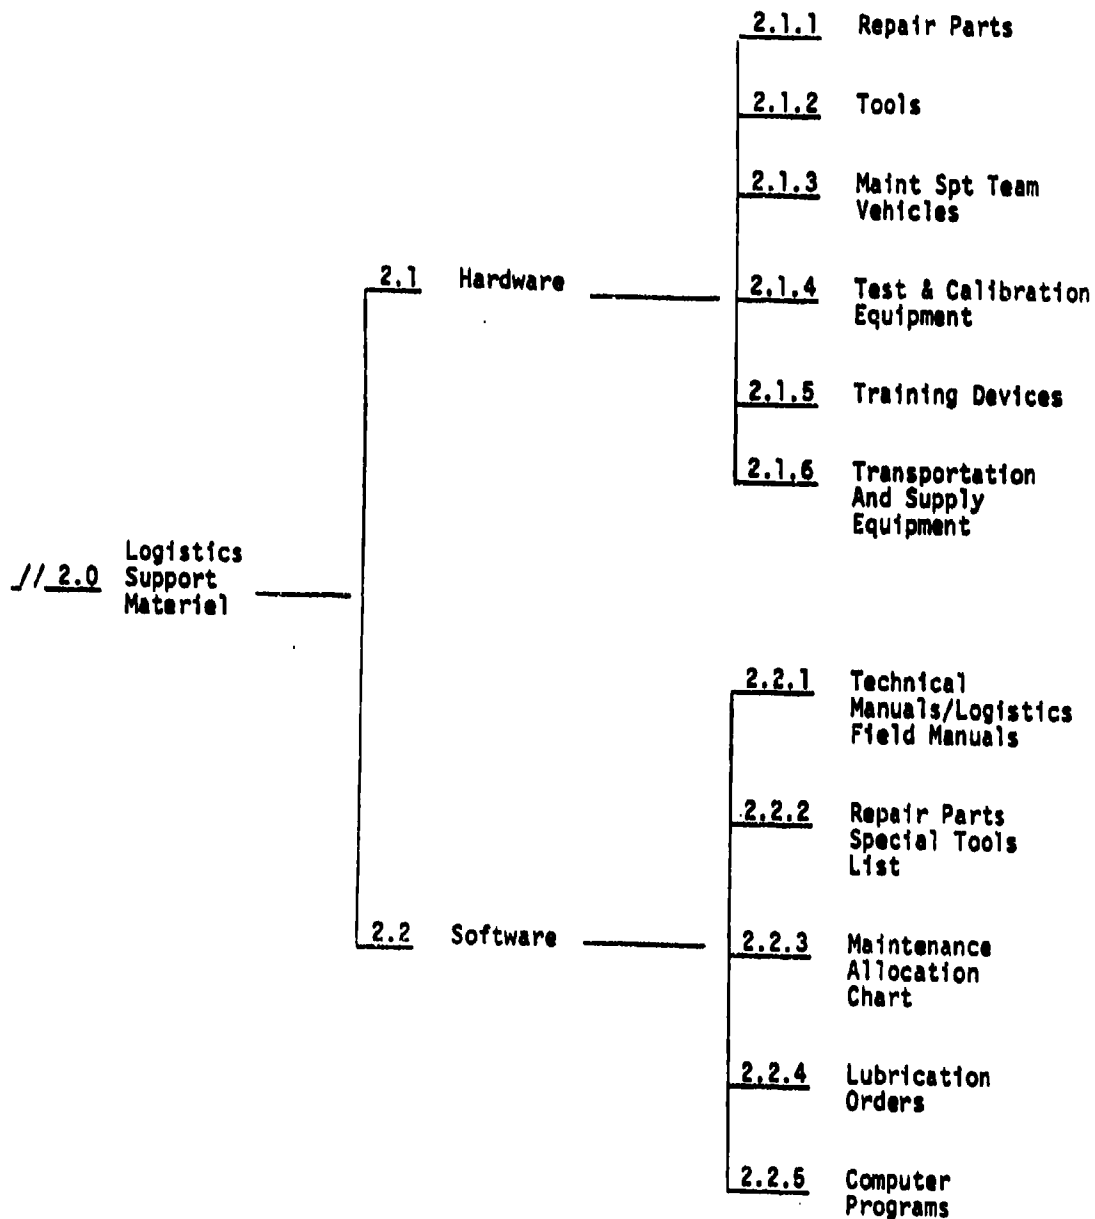 2.1.1 Repair Parts
2.1.2 Tools
2.1.3 Maint Spt Team
Vehicles
2.1 Hardware
2.1.4 Test & Calibration
Equipment
2.1.5 Training Devices
2.1.6 Transportation
And Supply
Equipment
// 2.0 Logistics
Support
Materiel
2.2.1 Technical
Manuals/Logistics
Field Manuals
2.2.2 Repair Parts
Special Tools
List
2.2 Software
2.2.3 Maintenance
Allocation
Chart
2.2.4 Lubrication
Orders
2.2.5 Computer
Programs